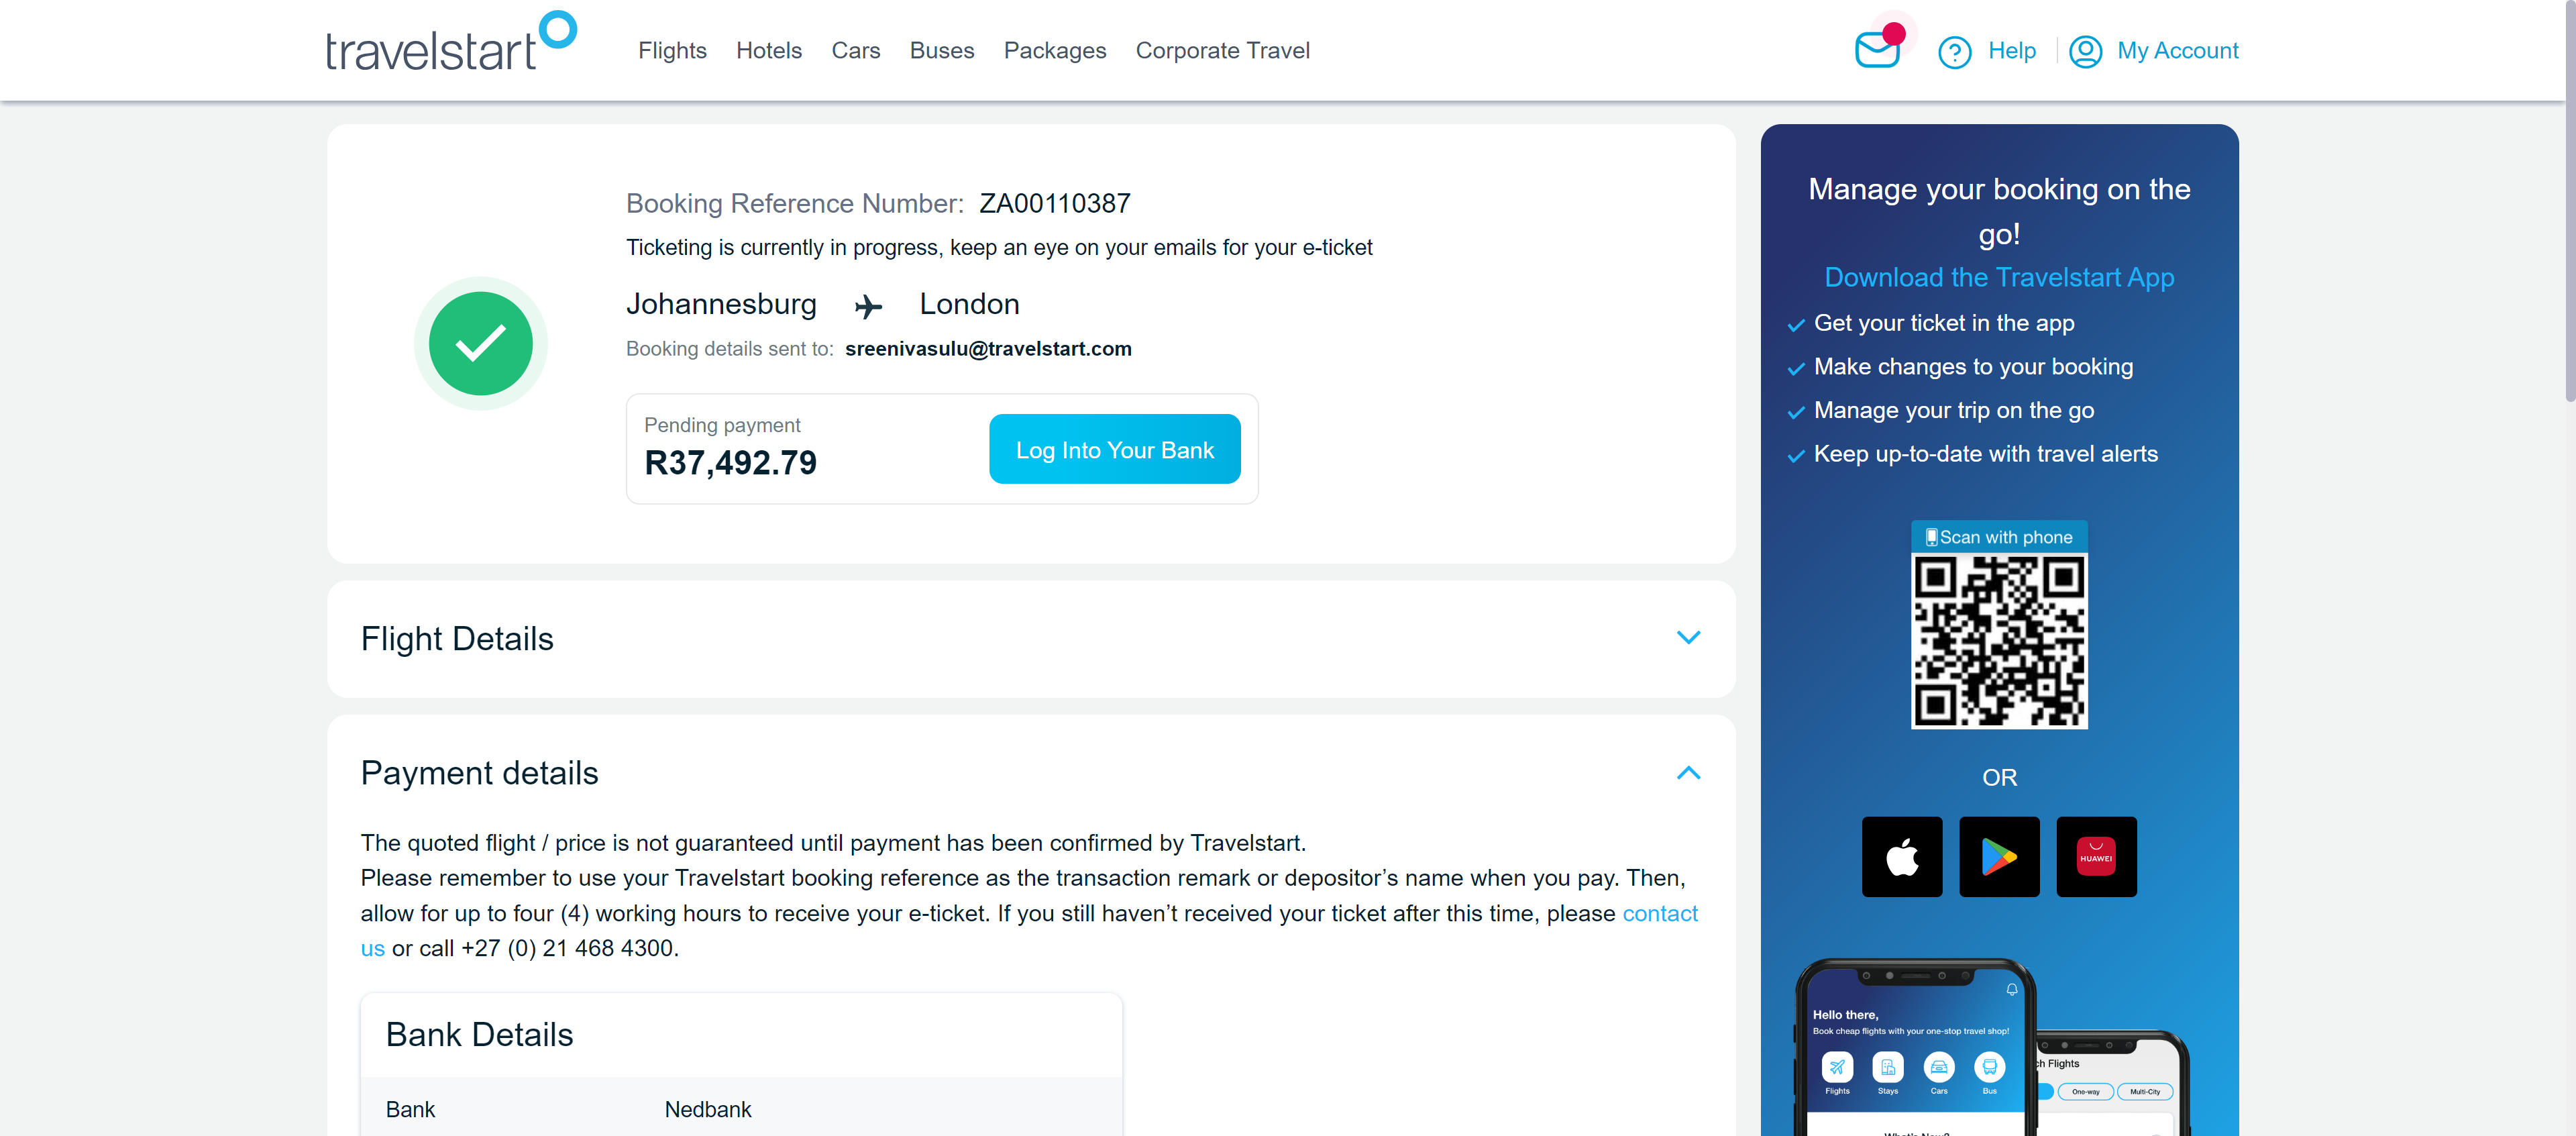 travelstart
Flights Hotels Cars Buses Packages Corporate Travel
Help My Account
Booking Reference Number: ZA00110387
Ticketing is currently in progress, keep an eye on your emails for your e-ticket
Johannesburg London
Booking details sent to: sreenivasulu@travelstart.com
Pending payment
R37,492.79
Log Into Your Bank
Flight Details
Payment details
The quoted flight / price is not guaranteed until payment has been confirmed by Travelstart.
Please remember to use your Travelstart booking reference as the transaction remark or depositor’s name when you pay. Then,
allow for up to four (4) working hours to receive your e-ticket. If you still haven’t received your ticket after this time, please contact
us or call +27 (0) 21 468 4300.
Bank Details
Bank Nedbank
Manage your booking on the
go!
Download the Travelstart App
Get your ticket in the app
Make changes to your booking
Manage your trip on the go
Keep up-to-date with travel alerts
Scan with phone
OR
HUAWEI
Hello there,
Book cheap flights with your one-stop travel shop!
Flights Stays Cars Bus
ch Flights
One-way Multi-City